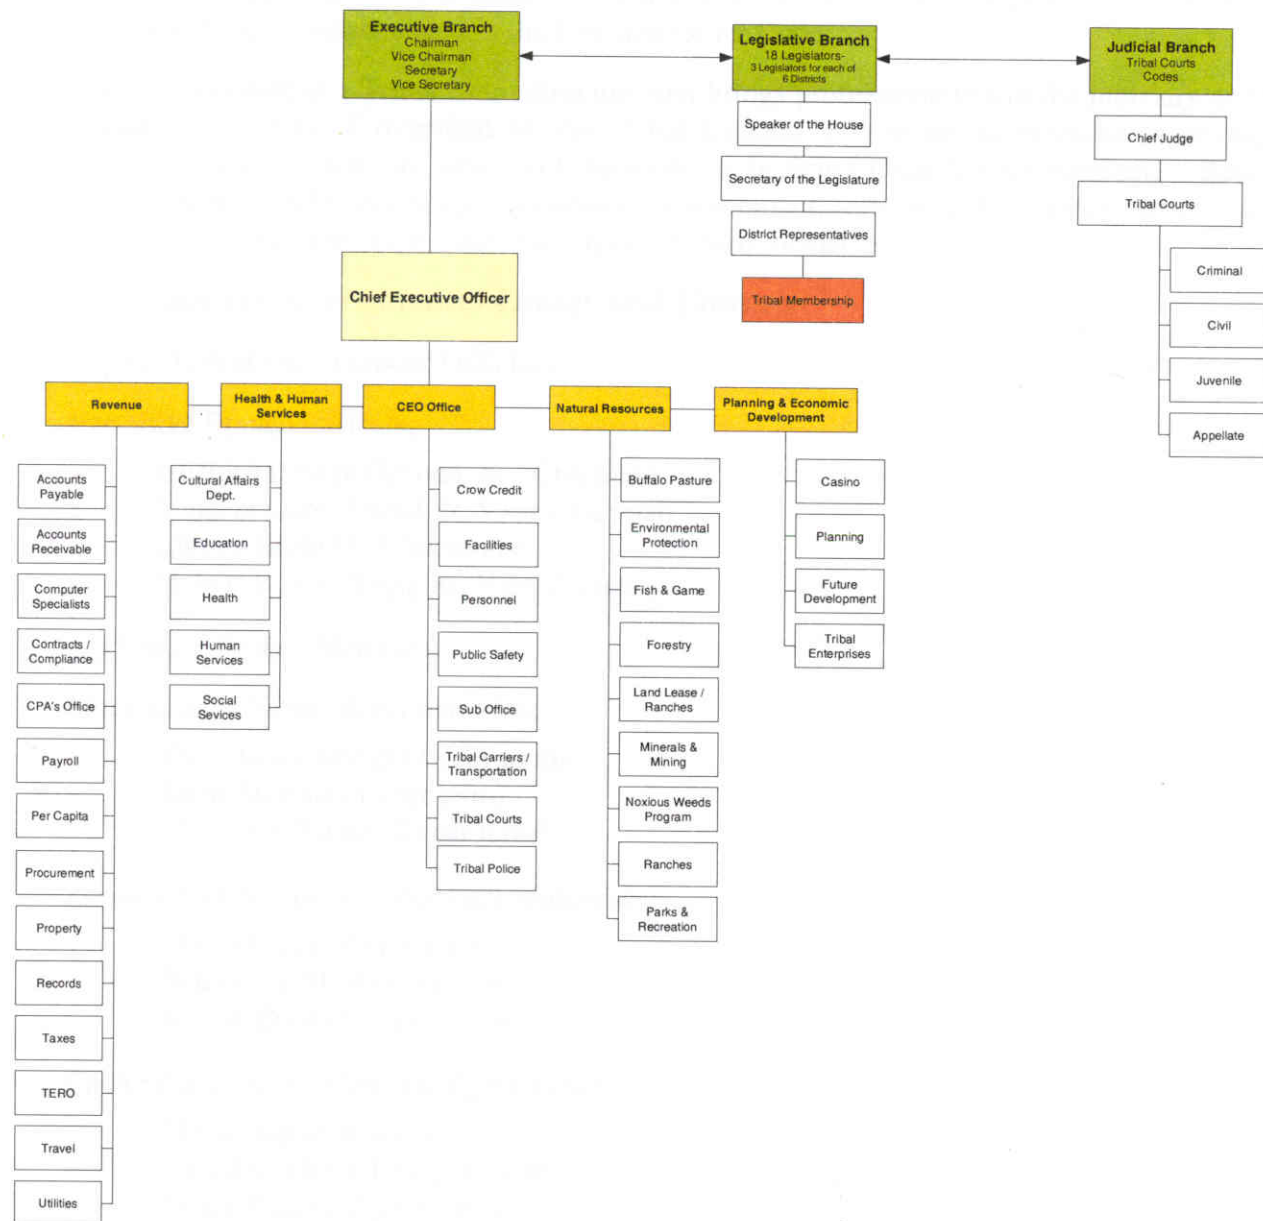 Executive Branch
Chairman
Vice Chairman
Secretary
Vice Secretary
Legislative Branch
18 Legislators-
3 Legislators for each of
6 Districts
Judicial Branch
Tribal Courts
Codes
Speaker of the House
Secretary of the Legislature
District Representatives
Tribal Membership
Chief Judge
Tribal Courts
Criminal
Civil
Juvenile
Appellate
Chief Executive Officer
Revenue
Health & Human
Services
CEO Office
Natural Resources
Planning & Economic
Development
Accounts
Payable
Accounts
Receivable
Computer
Specialists
Contracts /
Compliance
CPA's Office
Payroll
Per Capita
Procurement
Property
Records
Taxes
TERO
Travel
Utilities
Cultural Affairs
Dept.
Education
Health
Human
Services
Social
Sevices
Crow Credit
Facilities
Personnel
Public Safety
Sub Office
Tribal Carriers /
Transportation
Tribal Courts
Tribal Police
Buffalo Pasture
Environmental
Protection
Fish & Game
Forestry
Land Lease /
Ranches
Minerals &
Mining
Noxious Weeds
Program
Ranches
Parks &
Recreation
Casino
Planning
Future
Development
Tribal
Enterprises